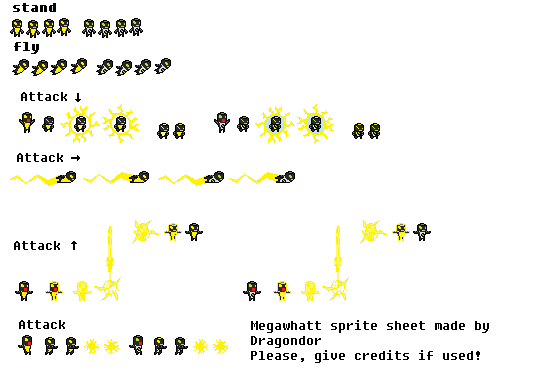 stand
fly
Attack ↓
Attack →
Attack ↑
Attack
Megawhatt sprite sheet made by
Dragondor
Please, give credits if used!